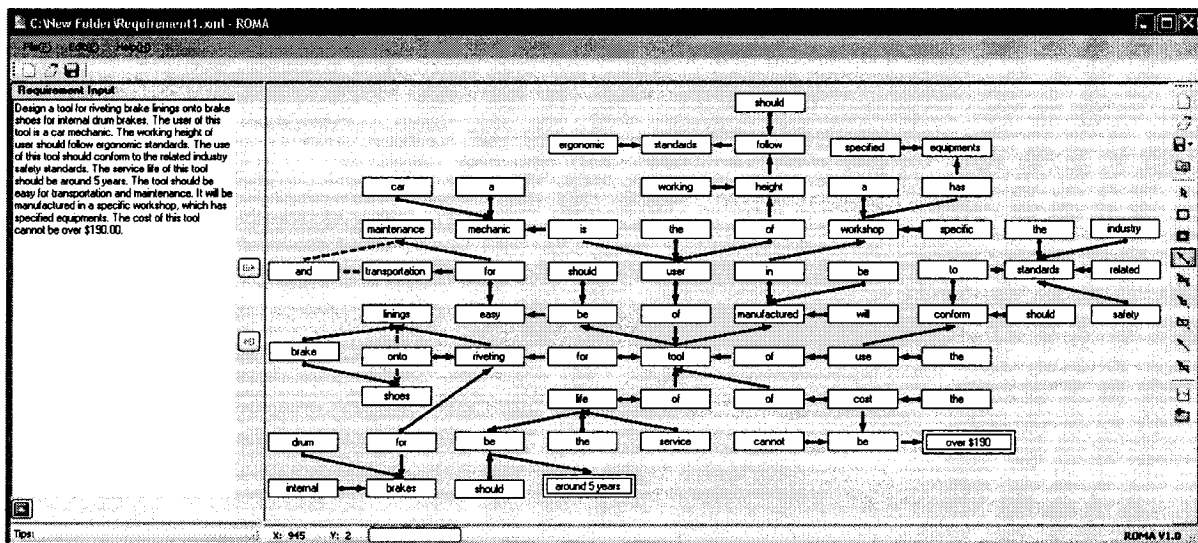 C:\New Folder\Requirement1.xml - ROMA
File(F) Edit(E) Help(H)
Requirement Input
Design a tool for riveting brake linings onto brake
shoes for internal drum brakes. The user of this
tool is a car mechanic. The working height of
user should follow ergonomic standards. The use
of this tool should conform to the related industry
safety standards. The service life of this tool
should be around 5 years. The tool should be
easy for transportation and maintenance. It will be
manufactured in a specific workshop, which has
specified equipments. The cost of this tool
cannot be over $190.00.
should
ergonomic standards follow specified equipments
car a working height a has
maintenance mechanic is the of workshop specific the industry
and transportation for should user in be to standards related
linings easy be of manufactured will conform should safety
brake onto riveting for tool of use the
shoes life of of cost the
drum for be the service cannot be over $190
internal brakes should around 5 years
Tips: X: 945 Y: 2 ROMA V1.0